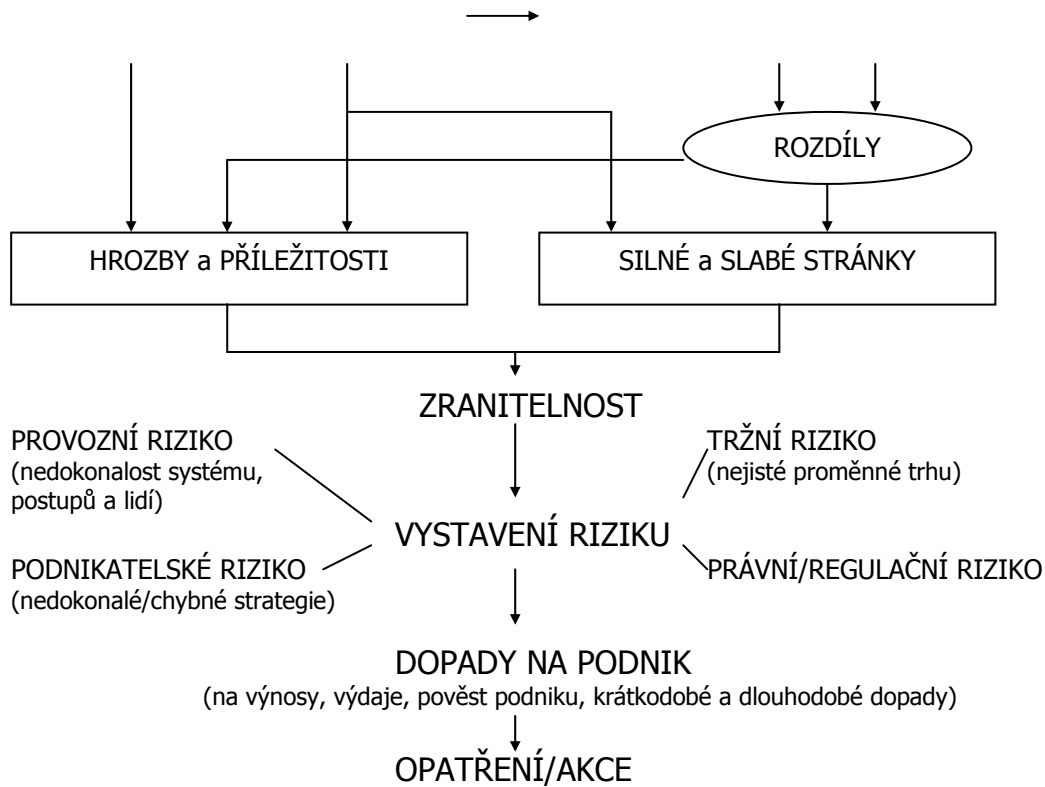 ROZDÍLY
HROZBY a PŘÍLEŽITOSTI
SILNÉ a SLABÉ STRÁNKY
ZRANITELNOST
PROVOZNÍ RIZIKO
(nedokonalost systému,
postupů a lidí)
TRŽNÍ RIZIKO
(nejisté proměnné trhu)
VYSTAVENÍ RIZIKU
PODNIKATELSKÉ RIZIKO
(nedokonalé/chybné strategie)
PRÁVNÍ/REGULAČNÍ RIZIKO
DOPADY NA PODNIK
(na výnosy, výdaje, pověst podniku, krátkodobé a dlouhodobé dopady)
OPATŘENÍ/AKCE